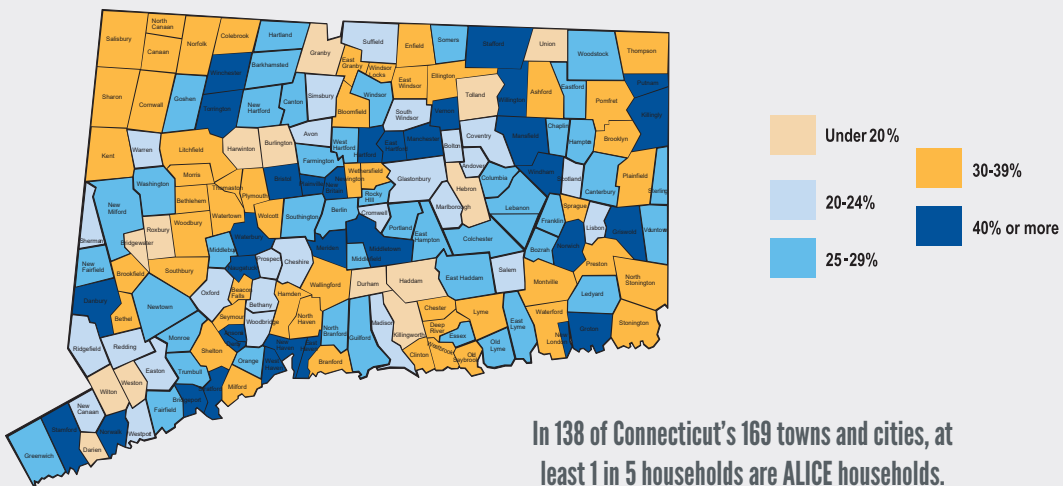 North
Canaan
Salisbury
Canaan
Norfolk
Colebrook
Hartland
Granby
Suffield
Enfield
Somers
Stafford
Union
Woodstock
Thompson
Winchester
Barkhamsted
East
Granby
Windsor
Locks
East
Windsor
Ellington
Putnam
Sharon
Cornwall
Goshen
Torrington
New
Hartford
Canton
Simsbury
Bloomfield
Windsor
South
Windsor
Vernon
Tolland
Willington
Ashford
Eastford
Pomfret
Killingly
Kent
Warren
Litchfield
Harwinton
Burlington
Avon
West
Hartford
Hartford
East
Hartford
Manchester
Bolton
Coventry
Mansfield
Chaplin
Hampton
Brooklyn
Farmington
Washington
Morris
Bethlehem
Thomaston
Plymouth
Bristol
Plainville
New
Britain
Newington
Wethersfield
Rocky
Hill
Glastonbury
Andover
Columbia
Windham
Scotland
Canterbury
Plainfield
Sterling
Hebron
Marlborough
New
Milford
Roxbury
Woodbury
Watertown
Wolcott
Southington
Berlin
Cromwell
Portland
East
Hampton
Lebanon
Franklin
Sprague
Lisbon
Griswold
Voluntown
Sherman
Bridgewater
Middlebury
Waterbury
Meriden
Middletown
Middlefield
Colchester
Bozrah
Norwich
Preston
New
Fairfield
Brookfield
Southbury
Naugatuck
Prospect
Cheshire
Wallingford
Durham
Haddam
East Haddam
Salem
Montville
Ledyard
North
Stonington
Danbury
Bethel
Newtown
Oxford
Beacon
Falls
Bethany
Hamden
Seymour
Woodbridge
North
Haven
North
Branford
Guilford
Madison
Killingworth
Chester
Deep
River
Essex
Lyme
Old
Lyme
East
Lyme
Waterford
New
London
Groton
Stonington
Ridgefield
Redding
Monroe
Shelton
Orange
West
Haven
Branford
Clinton
Westbrook
Old
Saybrook
Easton
Trumbull
Milford
Wilton
Weston
Fairfield
Bridgeport
New
Canaan
Westport
Stamford
Norwalk
Darien
Greenwich
Under 20%
20-24%
25-29%
30-39%
40% or more
In 138 of Connecticut's 169 towns and cities, at
least 1 in 5 households are ALICE households.